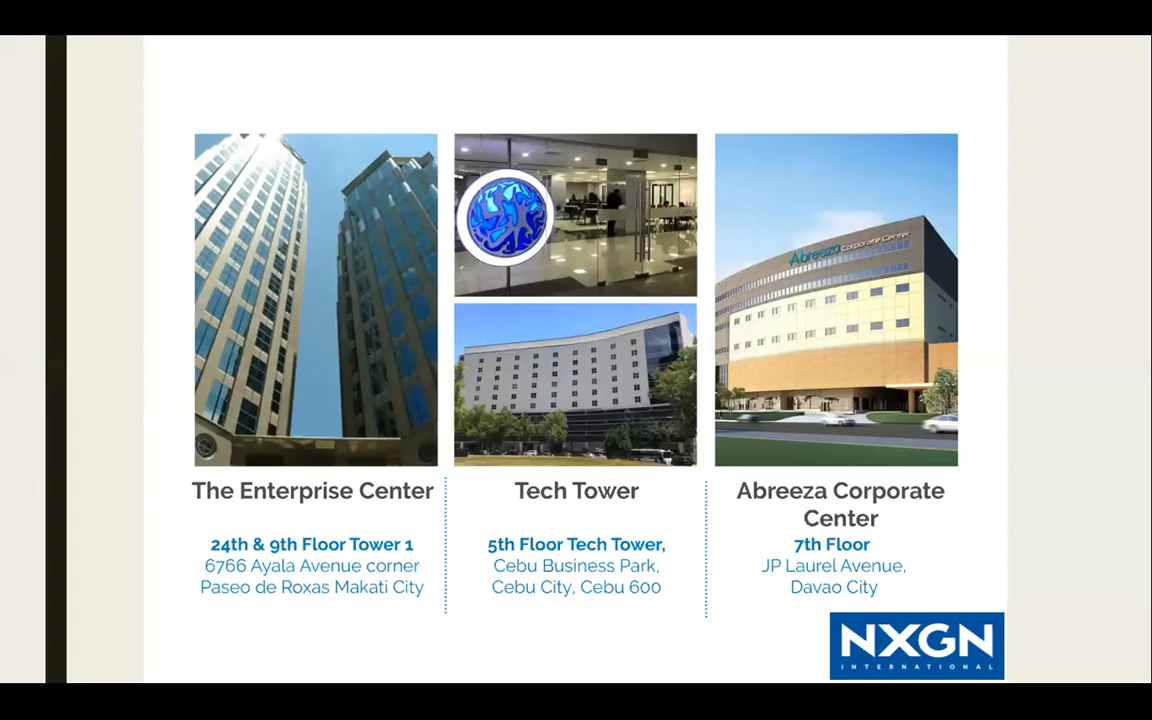 Abreeza Corporate Center
The Enterprise Center
24th & 9th Floor Tower 1
6766 Ayala Avenue corner
Paseo de Roxas Makati City
Tech Tower
5th Floor Tech Tower,
Cebu Business Park,
Cebu City, Cebu 600
Abreeza Corporate
Center
7th Floor
JP Laurel Avenue,
Davao City
NXGN
INTERNATIONAL